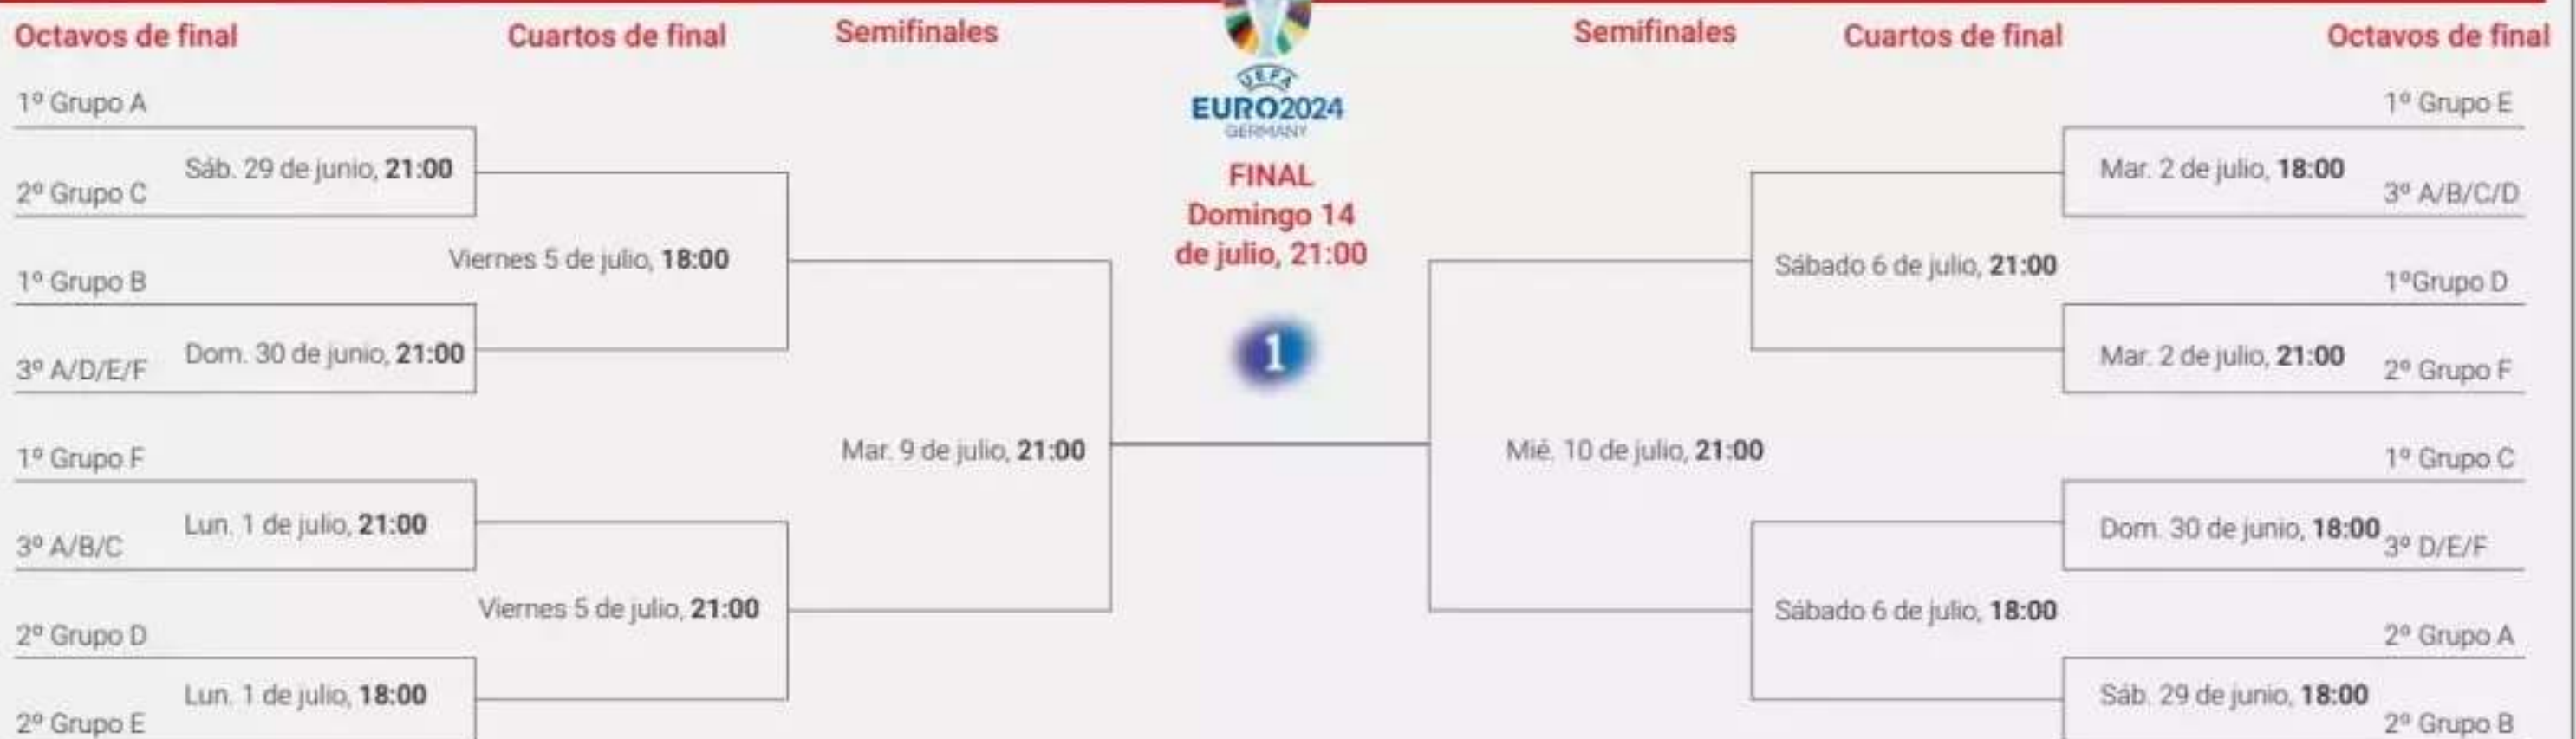 Octavos de final
Cuartos de final
Semifinales
Semifinales
Cuartos de final
Octavos de final
1º Grupo A
Sáb. 29 de junio, 21:00
2º Grupo C
Viernes 5 de julio, 18:00
1º Grupo B
Dom. 30 de junio, 21:00
3º A/D/E/F
1º Grupo F
Lun. 1 de julio, 21:00
3º A/B/C
Viernes 5 de julio, 21:00
2º Grupo D
Lun. 1 de julio, 18:00
2º Grupo E
Mar. 9 de julio, 21:00
UEFA
EURO2024
GERMANY
FINAL
Domingo 14
de julio, 21:00
1
Mié. 10 de julio, 21:00
1º Grupo E
Mar. 2 de julio, 18:00
3º A/B/C/D
Sábado 6 de julio, 21:00
1ºGrupo D
Mar. 2 de julio, 21:00
2º Grupo F
1º Grupo C
Dom. 30 de junio, 18:00
3º D/E/F
Sábado 6 de julio, 18:00
2º Grupo A
Sáb. 29 de junio, 18:00
2º Grupo B